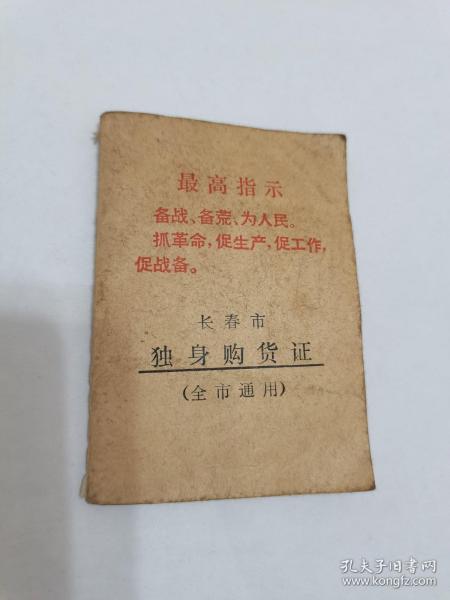 最高指示
备战、备荒、为人民。
抓革命，促生产，促工作，
促战备。
长春市
独身购货证
(全市通用)
孔夫子旧书网
www.kongfz.com